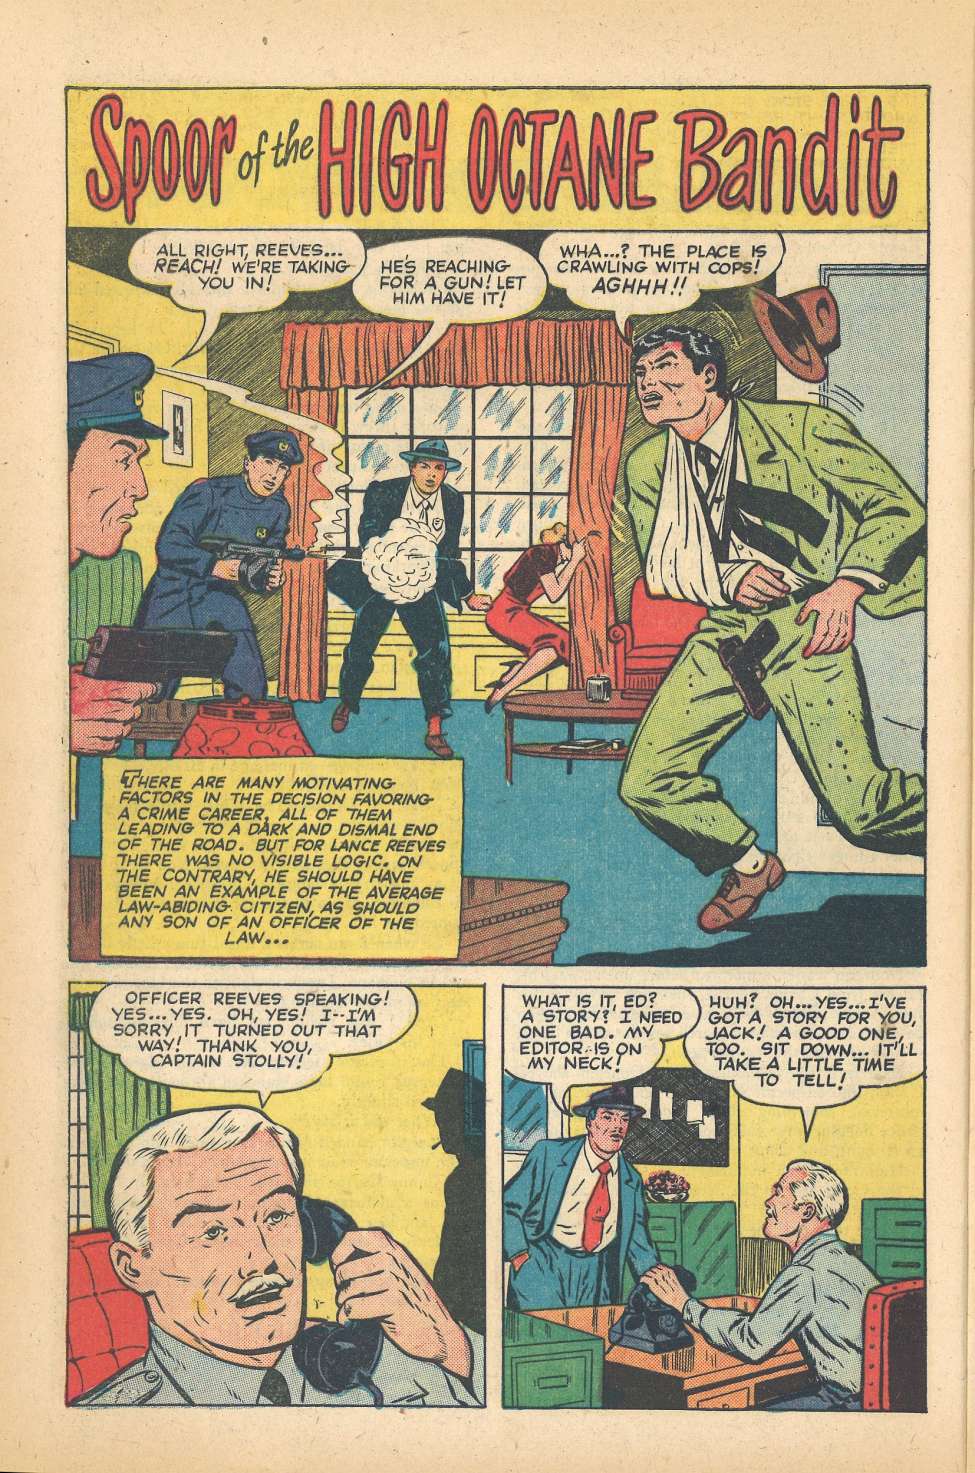 Spoor of the HIGH OCTANE Bandit
ALL RIGHT, REEVES...
REACH! WE'RE TAKING
YOU IN!
HE'S REACHING
FOR A GUN! LET
HIM HAVE IT!
WHA...? THE PLACE IS
CRAWLING WITH COPS!
AGHHH!!
THERE ARE MANY MOTIVATING
FACTORS IN THE DECISION FAVORING
A CRIME CAREER, ALL OF THEM
LEADING TO A DARK AND DISMAL END
OF THE ROAD. BUT FOR LANCE REEVES
THERE WAS NO VISIBLE LOGIC. ON
THE CONTRARY, HE SHOULD HAVE
BEEN AN EXAMPLE OF THE AVERAGE
LAW-ABIDING CITIZEN, AS SHOULD
ANY SON OF AN OFFICER OF THE
LAW...
OFFICER REEVES SPEAKING!
YES...YES. OH, YES! I--I'M
SORRY IT TURNED OUT THAT
WAY! THANK YOU,
CAPTAIN STOLLY!
WHAT IS IT, ED?
A STORY? I NEED
ONE BAD. MY
EDITOR IS ON
MY NECK!
HUH? OH...YES...I'VE
GOT A STORY FOR YOU,
JACK! A GOOD ONE,
TOO. SIT DOWN... IT'LL
TAKE A LITTLE TIME
TO TELL!